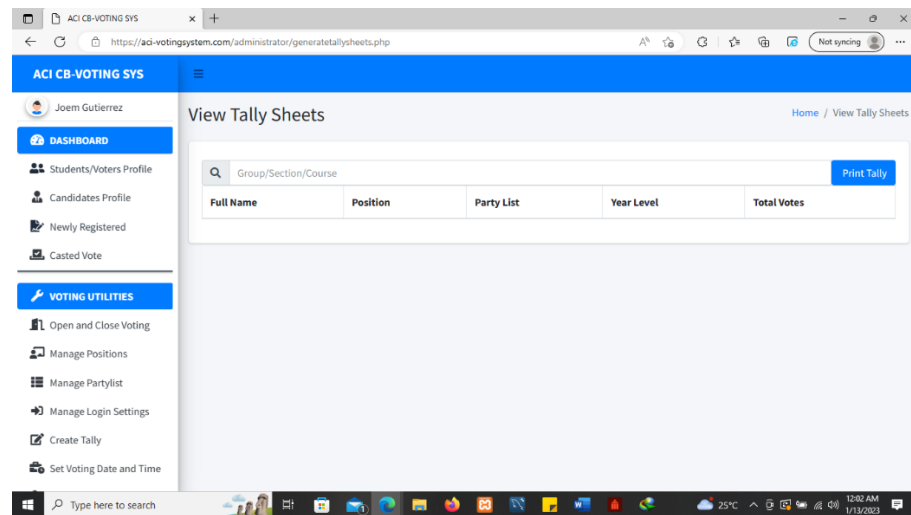 ACI CB-VOTING SYS
https://aci-votingsystem.com/administrator/generatetallysheets.php
Not syncing
ACI CB-VOTING SYS
Joem Gutierrez
View Tally Sheets
Home / View Tally Sheets
DASHBOARD
Students/Voters Profile
Group/Section/Course
Print Tally
Candidates Profile
Full Name Position Party List Year Level Total Votes
Newly Registered
Casted Vote
VOTING UTILITIES
Open and Close Voting
Manage Positions
Manage Partylist
Manage Login Settings
Create Tally
Set Voting Date and Time
Type here to search
25°C
12:02 AM
1/13/2023